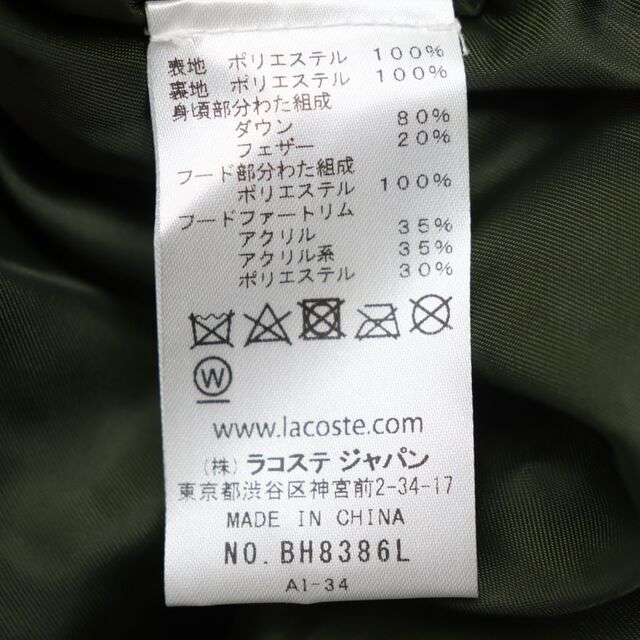 表地 ポリエステル 100%
裏地 ポリエステル 100%
身頃部分わた組成
ダウン 80%
フェザー 20%
フード部分わた組成
ポリエステル 100%
フードファートリム
アクリル 35%
アクリル系 35%
ポリエステル 30%
W
www.lacoste.com
(株) ラコステ ジャパン
東京都渋谷区神宮前2-34-17
MADE IN CHINA
NO. BH8386L
AI-34